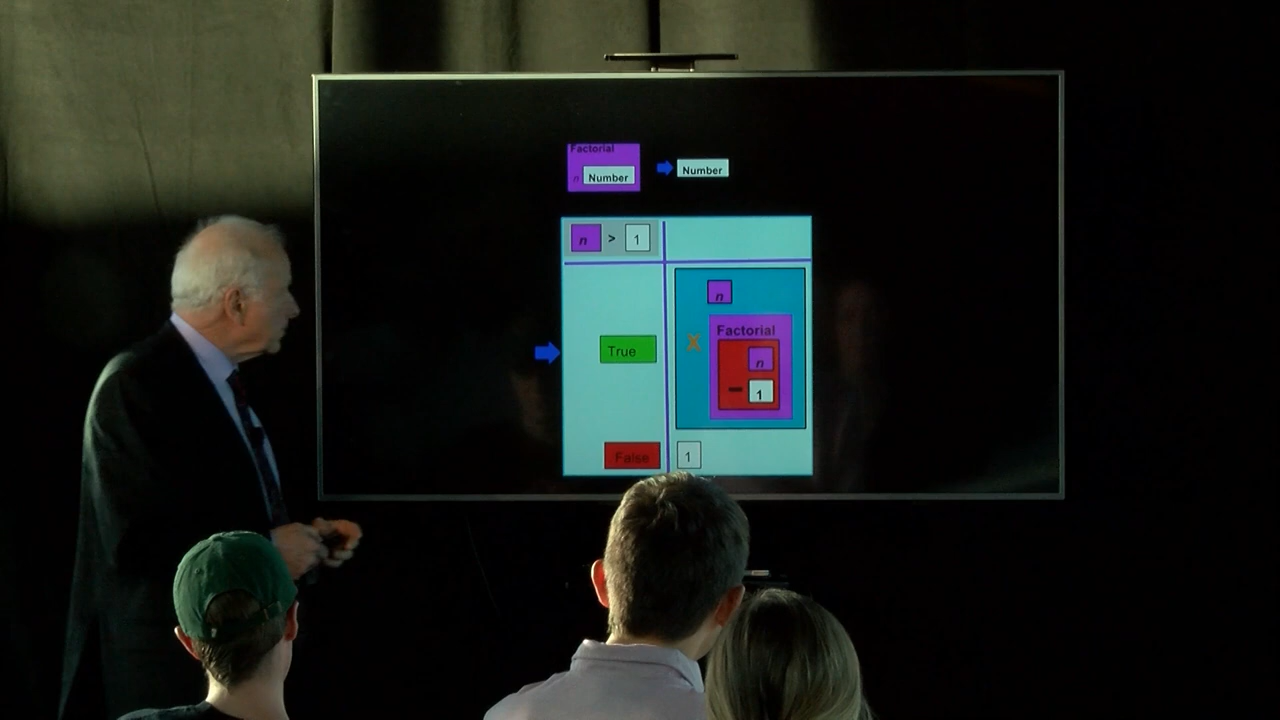 Factorial
n Number
Number
n > 1
n
Factorial
X
n
True
− 1
False 1